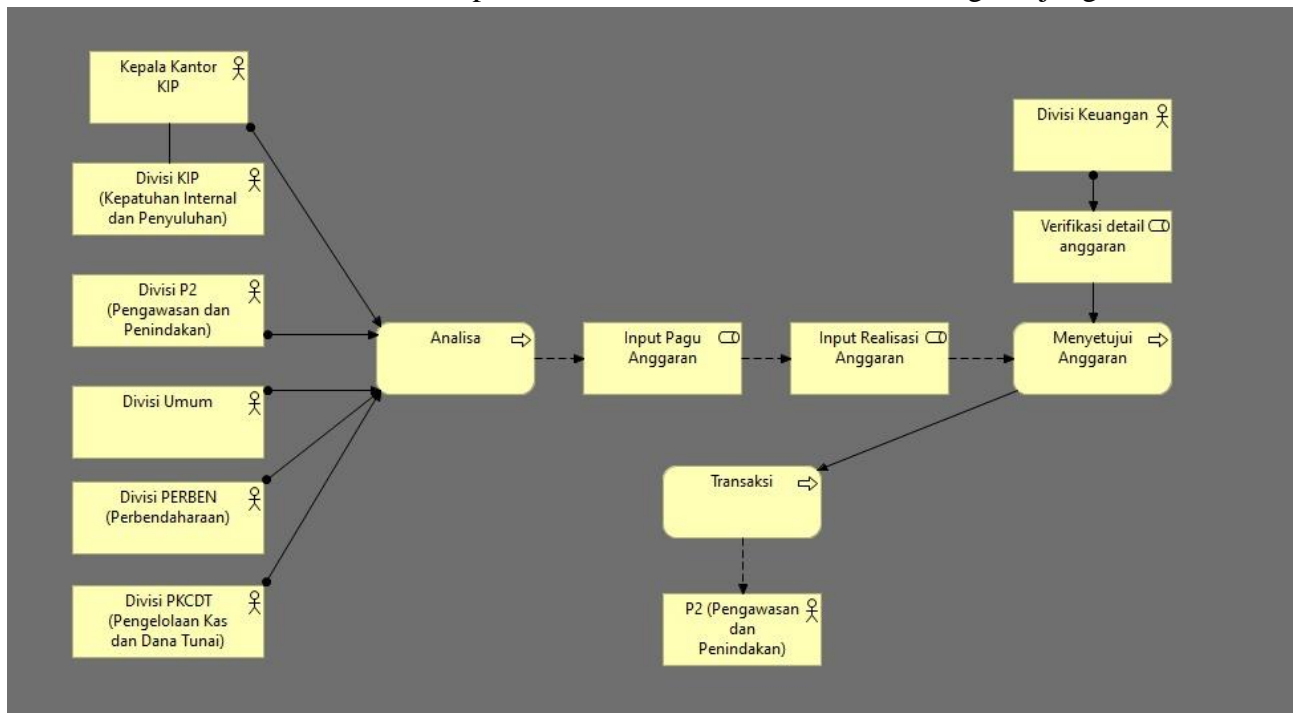 Kepala Kantor
KIP
Divisi KIP
(Kepatuhan Internal
dan Penyuluhan)
Divisi P2
(Pengawasan dan
Penindakan)
Divisi Umum
Divisi PERBEN
(Perbendaharaan)
Divisi PKCDT
(Pengelolaan Kas
dan Dana Tunai)
Analisa
Input Pagu
Anggaran
Input Realisasi
Anggaran
Divisi Keuangan
Verifikasi detail
anggaran
Menyetujui
Anggaran
Transaksi
P2 (Pengawasan
dan
Penindakan)